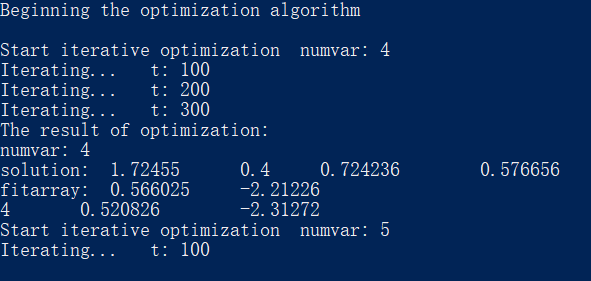 Beginning the optimization algorithm
Start iterative optimization  numvar: 4
Iterating...   t: 100
Iterating...   t: 200
Iterating...   t: 300
The result of optimization:
numvar: 4
solution:  1.72455      0.4     0.724236        0.576656
fitarray:  0.566025     -2.21226
4       0.520826        -2.31272
Start iterative optimization  numvar: 5
Iterating...   t: 100